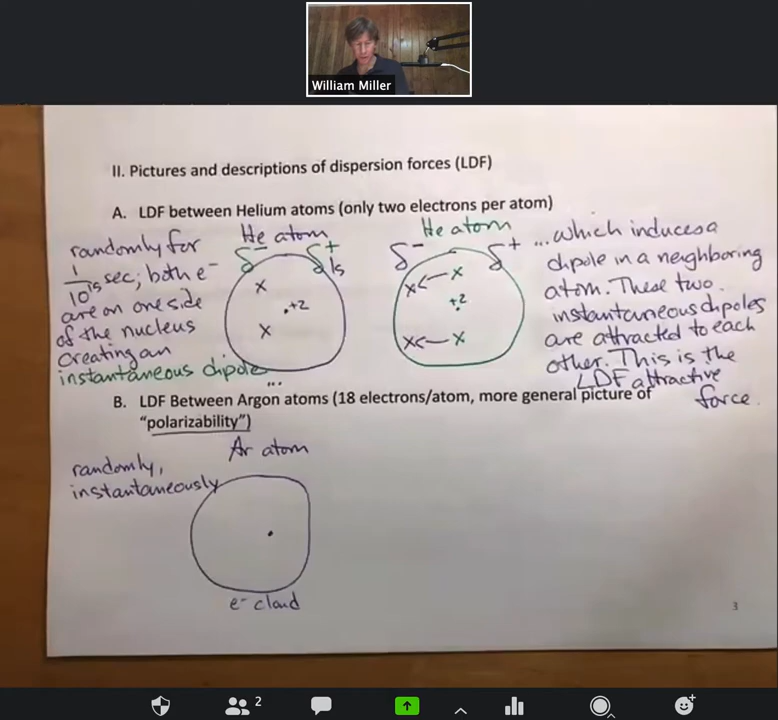 William Miller
II. Pictures and descriptions of dispersion forces (LDF)
A. LDF between Helium atoms (only two electrons per atom)
randomly for
1/10¹⁵ sec, both e⁻
are on one side
of the nucleus
creating an
instantaneous dipole
...
He atom
δ⁻ δ⁺
1s
x
.+2
x
He atom
δ⁻ δ⁺
x← x
+2
x← x
...which induces a
dipole in a neighboring
atom. These two
instantaneous dipoles
are attracted to each
other. This is the
LDF attractive
force.
B. LDF Between Argon atoms (18 electrons/atom, more general picture of
“polarizability”)
Ar atom
randomly,
instantaneously
e⁻ cloud
3
2